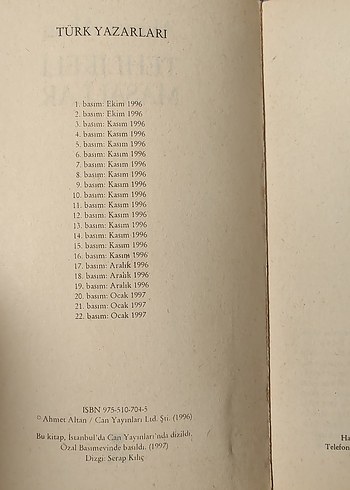 TÜRK YAZARLARI
1. basım: Ekim 1996
2. basım: Ekim 1996
3. basım: Kasım 1996
4. basım: Kasım 1996
5. basım: Kasım 1996
6. basım: Kasım 1996
7. basım: Kasım 1996
8. basım: Kasım 1996
9. basım: Kasım 1996
10. basım: Kasım 1996
11. basım: Kasım 1996
12. basım: Kasım 1996
13. basım: Kasım 1996
14. basım: Kasım 1996
15. basım: Kasım 1996
16. basım: Kasım 1996
17. basım: Aralık 1996
18. basım: Aralık 1996
19. basım: Aralık 1996
20. basım: Ocak 1997
21. basım: Ocak 1997
22. basım: Ocak 1997
ISBN 975-510-704-5
© Ahmet Altan / Can Yayınları Ltd. Şti. (1996)
Bu kitap, İstanbul'da Can Yayınları'nda dizildi,
Özal Basımevinde basıldı. (1997)
Dizgi: Serap Kılıç
Ha
Telefon